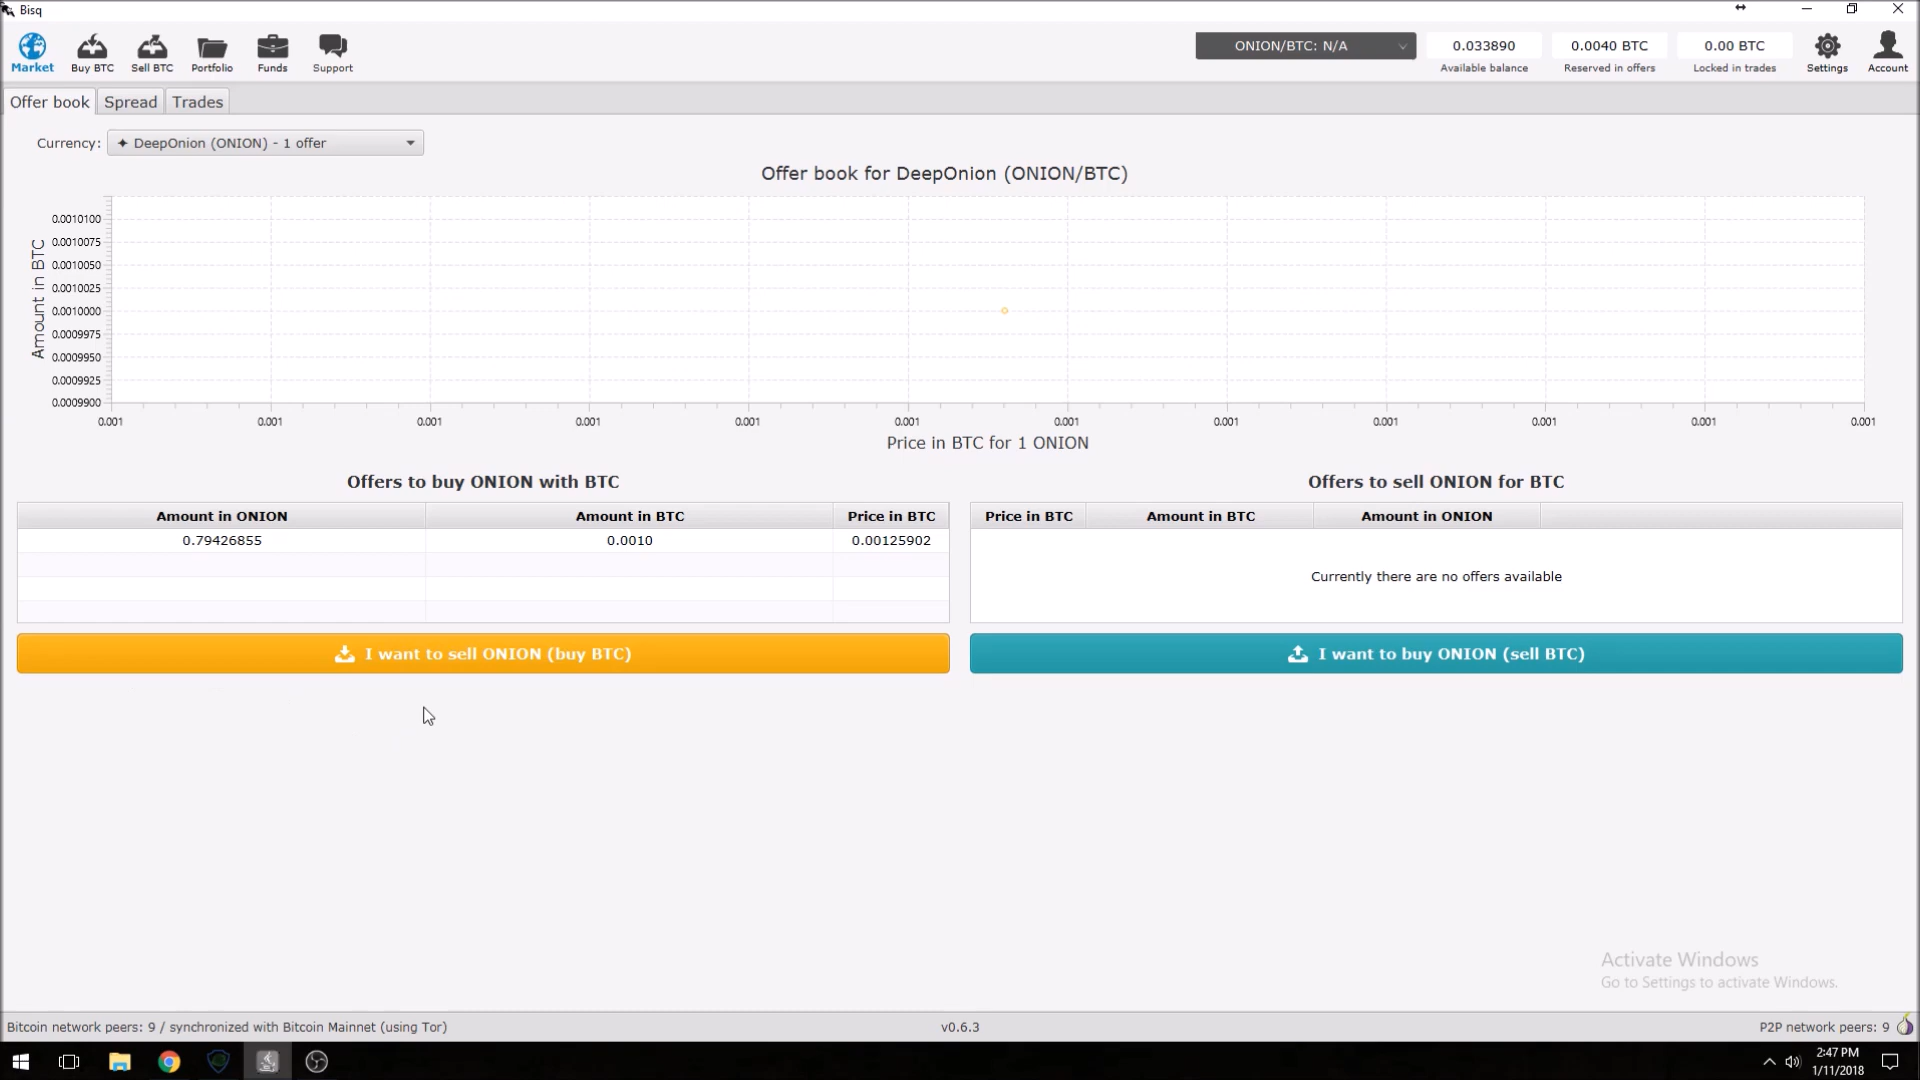 Bisq
Market
Buy BTC
Sell BTC
Portfolio
Funds
Support
ONION/BTC: N/A
0.033890
Available balance
0.0040 BTC
Reserved in offers
0.00 BTC
Locked in trades
Settings
Account
Offer book
Spread
Trades
Currency:
DeepOnion (ONION) - 1 offer
Offer book for DeepOnion (ONION/BTC)
Amount in BTC
0.0010100
0.0010075
0.0010050
0.0010025
0.0010000
0.0009975
0.0009950
0.0009925
0.0009900
0.001 0.001 0.001 0.001 0.001 0.001 0.001 0.001 0.001 0.001 0.001 0.001
Price in BTC for 1 ONION
Offers to buy ONION with BTC
Amount in ONION Amount in BTC Price in BTC
0.79426855 0.0010 0.00125902
I want to sell ONION (buy BTC)
Offers to sell ONION for BTC
Price in BTC Amount in BTC Amount in ONION
Currently there are no offers available
I want to buy ONION (sell BTC)
Activate Windows
Go to Settings to activate Windows.
Bitcoin network peers: 9 / synchronized with Bitcoin Mainnet (using Tor)
v0.6.3
P2P network peers: 9
2:47 PM
1/11/2018